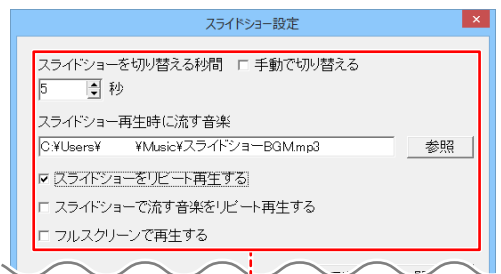 スライドショー設定
スライドショーを切り替える秒間 手動で切り替える
5 秒
スライドショー再生時に流す音楽
C:¥Users¥ ¥Music¥スライドショーBGM.mp3 参照
スライドショーをリピート再生する
スライドショーで流す音楽をリピート再生する
フルスクリーンで再生する